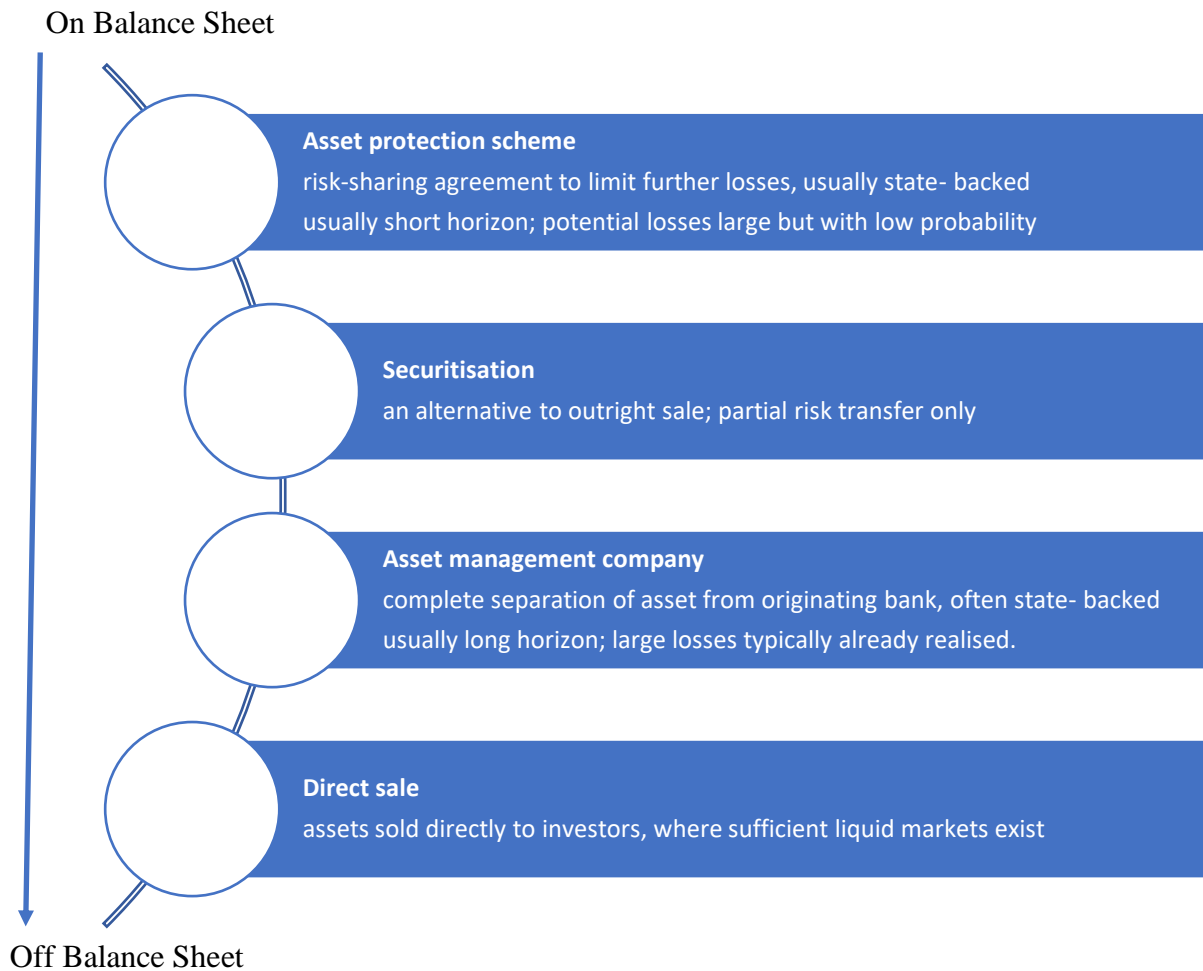 On Balance Sheet
Asset protection scheme
risk-sharing agreement to limit further losses, usually state- backed
usually short horizon; potential losses large but with low probability
Securitisation
an alternative to outright sale; partial risk transfer only
Asset management company
complete separation of asset from originating bank, often state- backed
usually long horizon; large losses typically already realised.
Direct sale
assets sold directly to investors, where sufficient liquid markets exist
Off Balance Sheet